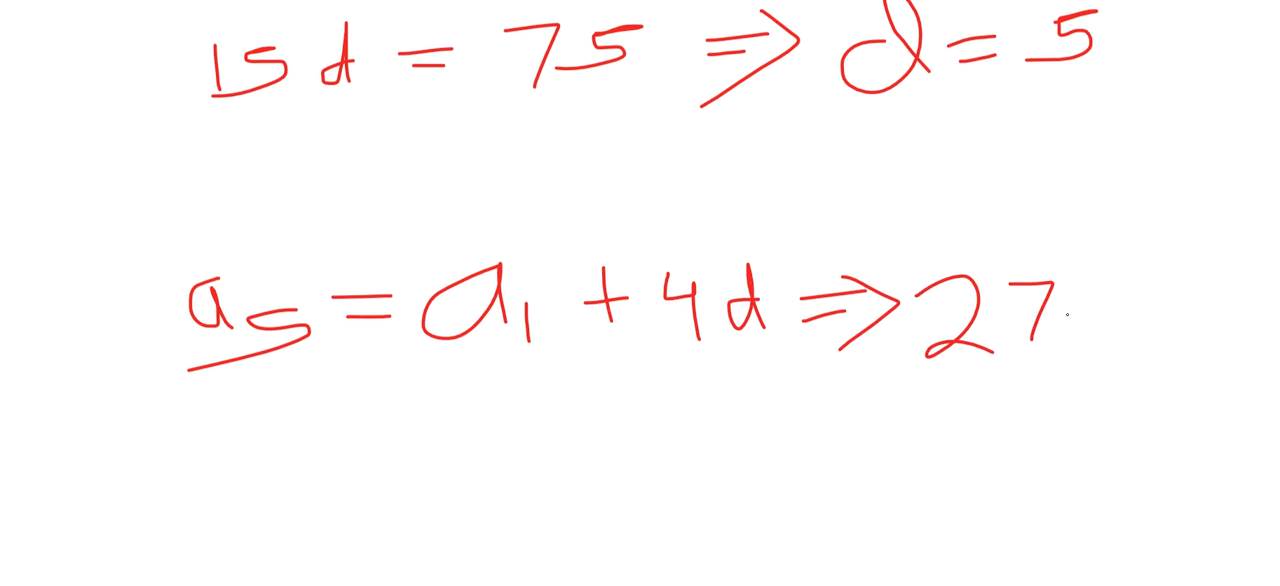 15d = 75 ⇒ d = 5
a₅ = a₁ + 4d ⇒ 27